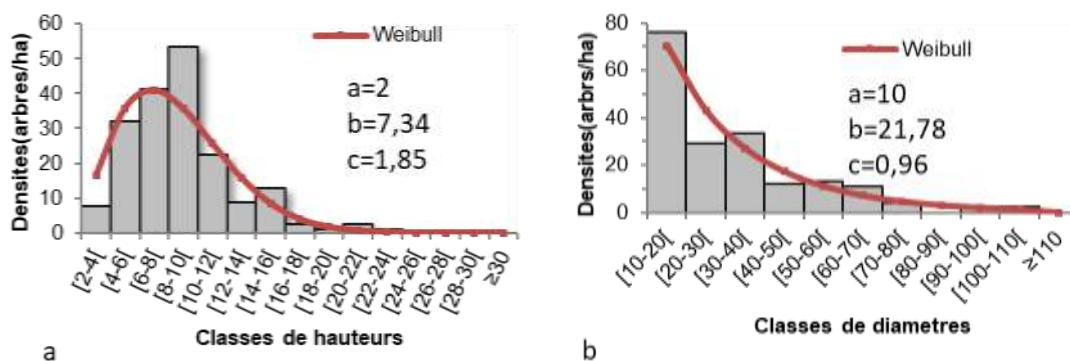 60
50
40
30
20
10
0
Densites(arbres/ha)
Weibull
a=2
b=7,34
c=1,85
[2-4[
[4-6[
[6-8[
[8-10[
[10-12[
[12-14[
[14-16[
[16-18[
[18-20[
[20-22[
[22-24[
[24-26[
[26-28[
[28-30[
≥30
Classes de hauteurs
a
80
60
40
20
0
Densites(arbrs/ha)
Weibull
a=10
b=21,78
c=0,96
[10-20[
[20-30[
[30-40[
[40-50[
[50-60[
[60-70[
[70-80[
[80-90[
[90-100[
[100-110[
≥110
Classes de diametres
b